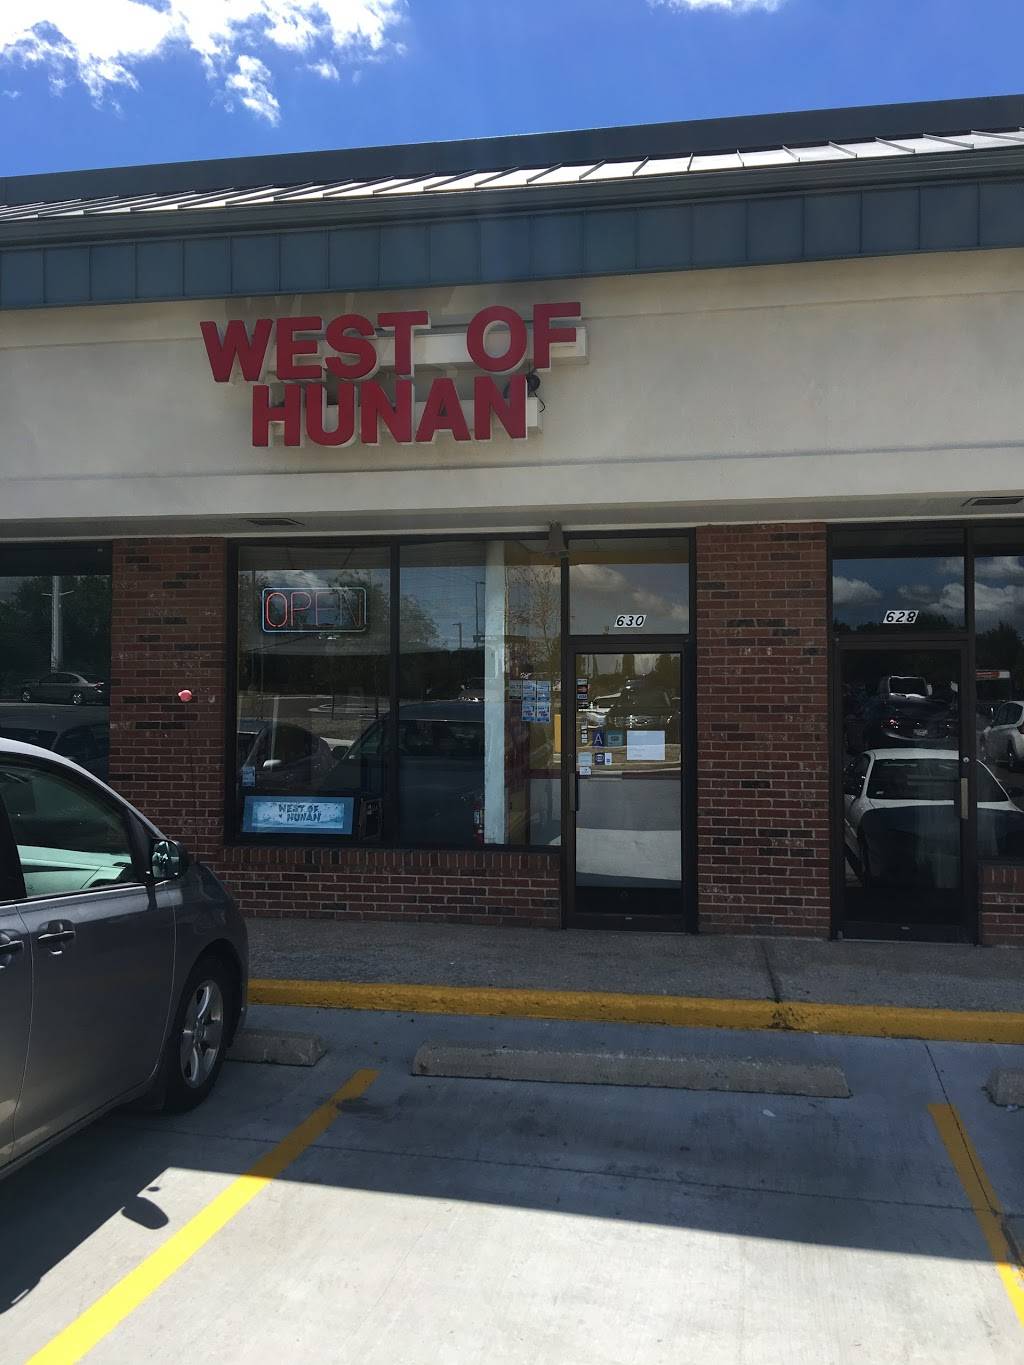 WEST OF
HUNAN
OPEN
630
628
A
WEST OF
HUNAN